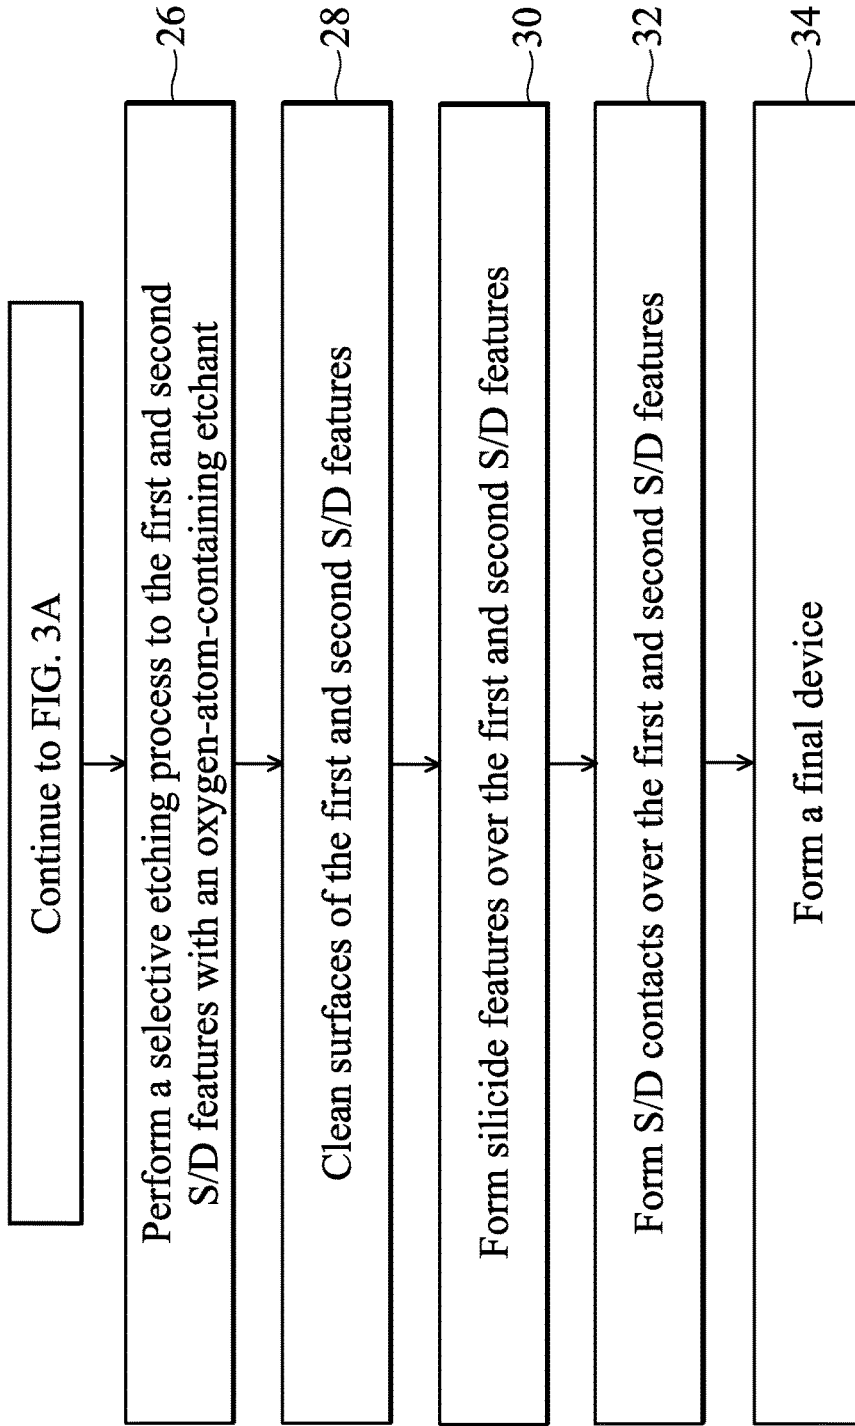 Continue to FIG. 3A
Perform a selective etching process to the first and second
S/D features with an oxygen-atom-containing etchant
26
Clean surfaces of the first and second S/D features
28
Form silicide features over the first and second S/D features
30
Form S/D contacts over the first and second S/D features
32
Form a final device
34